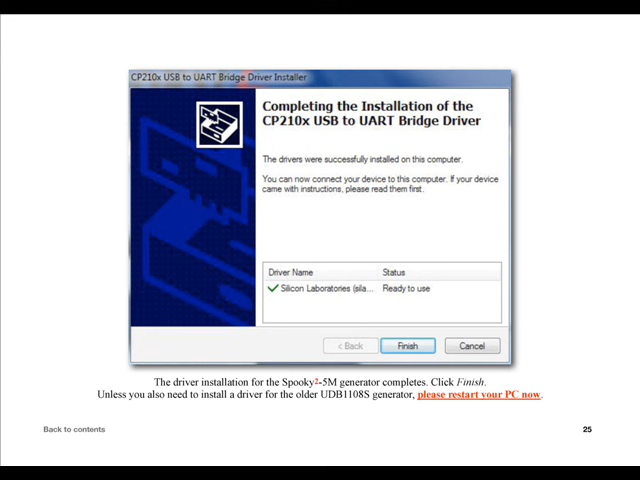 CP210x USB to UART Bridge Driver Installer
Completing the Installation of the
CP210x USB to UART Bridge Driver
The drivers were successfully installed on this computer.
You can now connect your device to this computer. If your device
came with instructions, please read them first.
Driver Name Status
Silicon Laboratories (sila... Ready to use
< Back Finish Cancel
The driver installation for the Spooky2-5M generator completes. Click Finish.
Unless you also need to install a driver for the older UDB1108S generator, please restart your PC now.
Back to contents 25